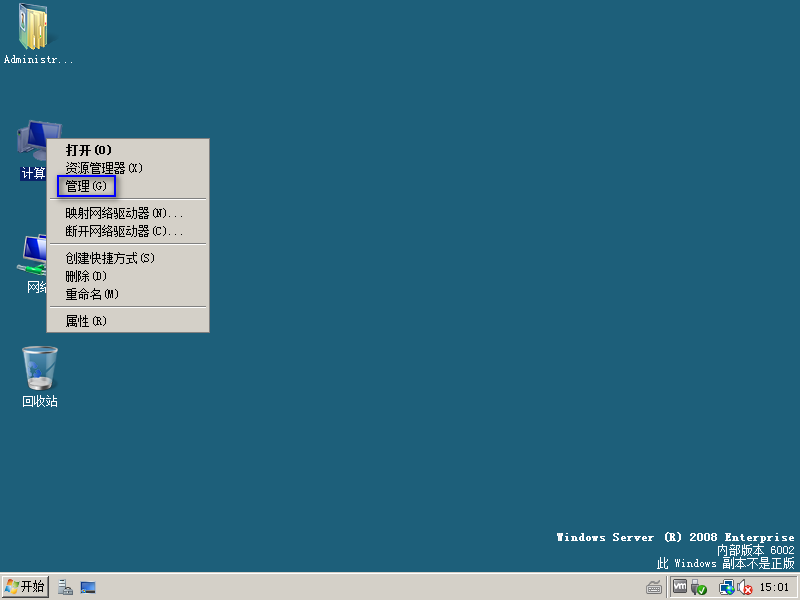 Administr...
计算
打开(O)
资源管理器(X)
管理(G)
映射网络驱动器(N)...
断开网络驱动器(C)...
创建快捷方式(S)
删除(D)
重命名(M)
属性(R)
网络
回收站
Windows Server (R) 2008 Enterprise
内部版本 6002
此 Windows 副本不是正版
开始
vm
15:01